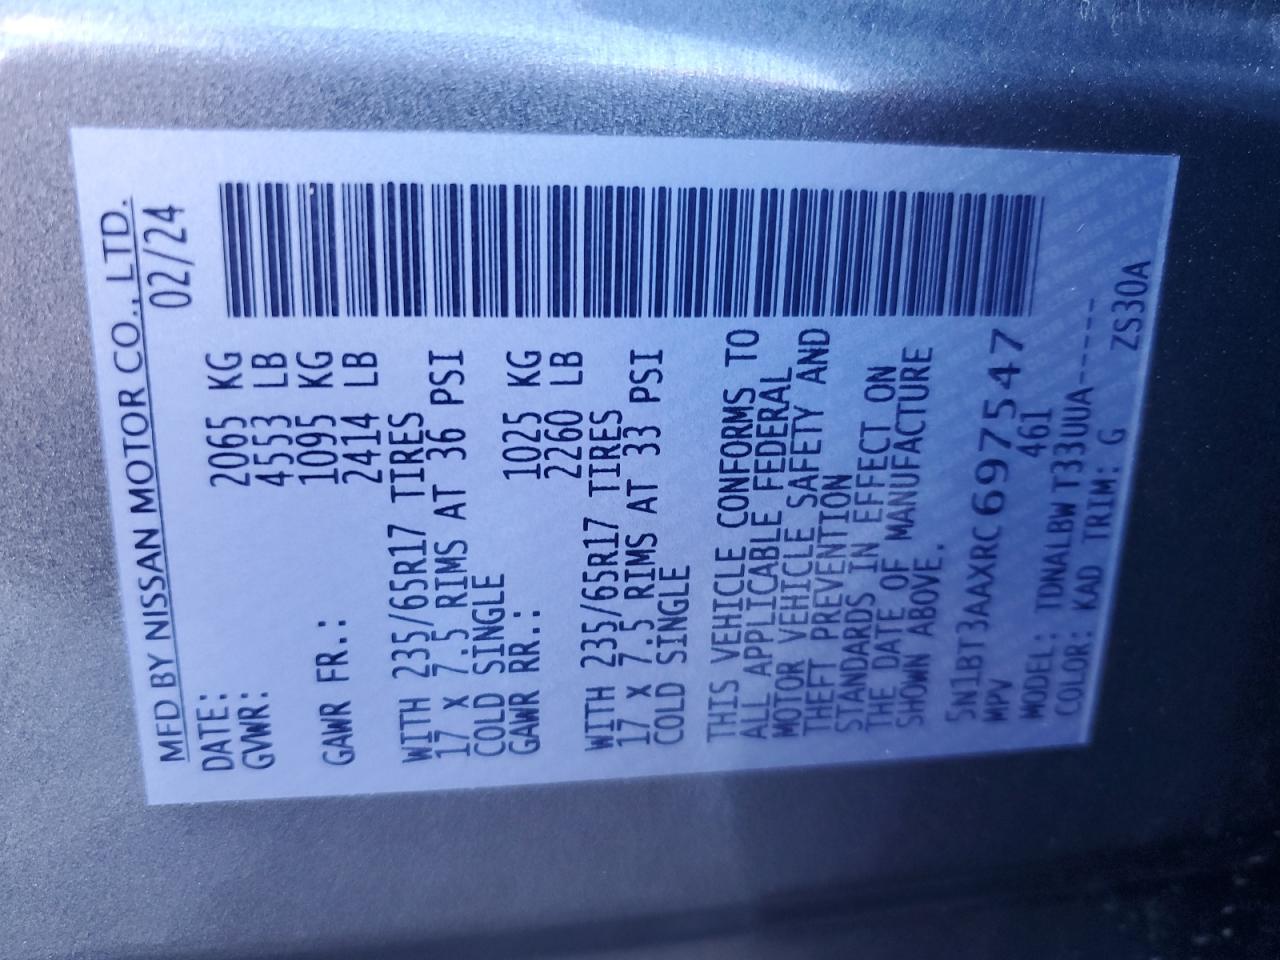 MFD BY NISSAN MOTOR CO., LTD.
DATE: 02/24
GVWR: 2065 KG
4553 LB
GAWR FR.: 1095 KG
2414 LB
WITH 235/65R17 TIRES
17 X 7.5 RIMS AT 36 PSI
COLD SINGLE
GAWR RR.: 1025 KG
2260 LB
WITH 235/65R17 TIRES
17 X 7.5 RIMS AT 33 PSI
COLD SINGLE
THIS VEHICLE CONFORMS TO
ALL APPLICABLE FEDERAL
MOTOR VEHICLE SAFETY AND
THEFT PREVENTION
STANDARDS IN EFFECT ON
THE DATE OF MANUFACTURE
SHOWN ABOVE.
5N1BT3AAXRC697547
MPV 461
MODEL: TDNALBWT33UUA-----
COLOR: KAD TRIM: G ZS30A